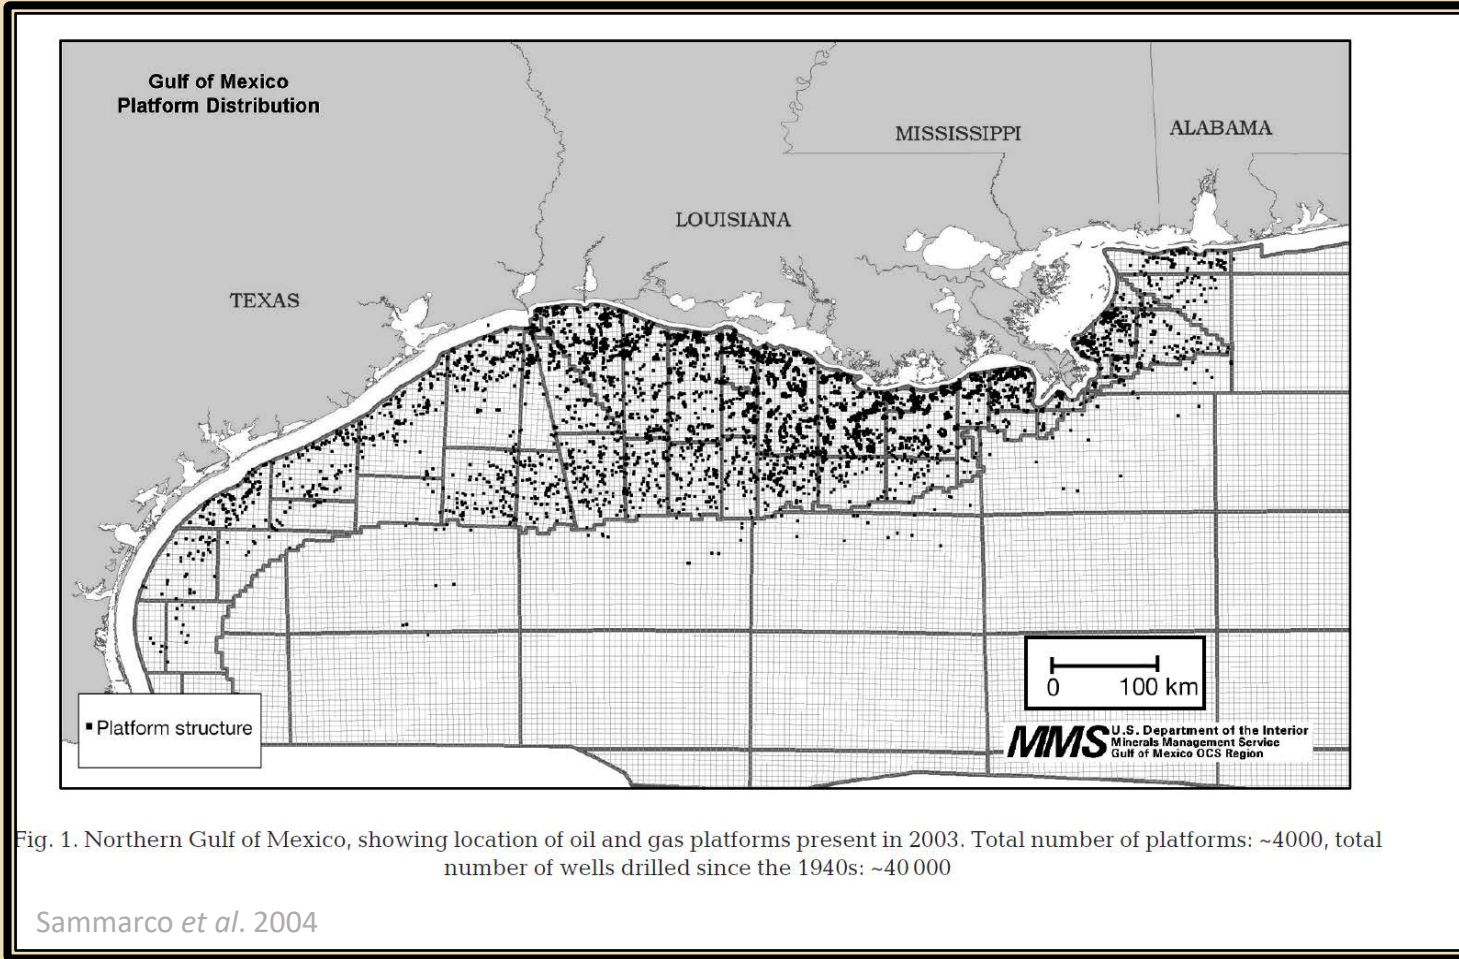 Gulf of Mexico
Platform Distribution
MISSISSIPPI
ALABAMA
LOUISIANA
TEXAS
0 100 km
Platform structure
MMS U.S. Department of the Interior
Minerals Management Service
Gulf of Mexico OCS Region
Fig. 1. Northern Gulf of Mexico, showing location of oil and gas platforms present in 2003. Total number of platforms: ~4000, total
number of wells drilled since the 1940s: ~40 000
Sammarco et al. 2004